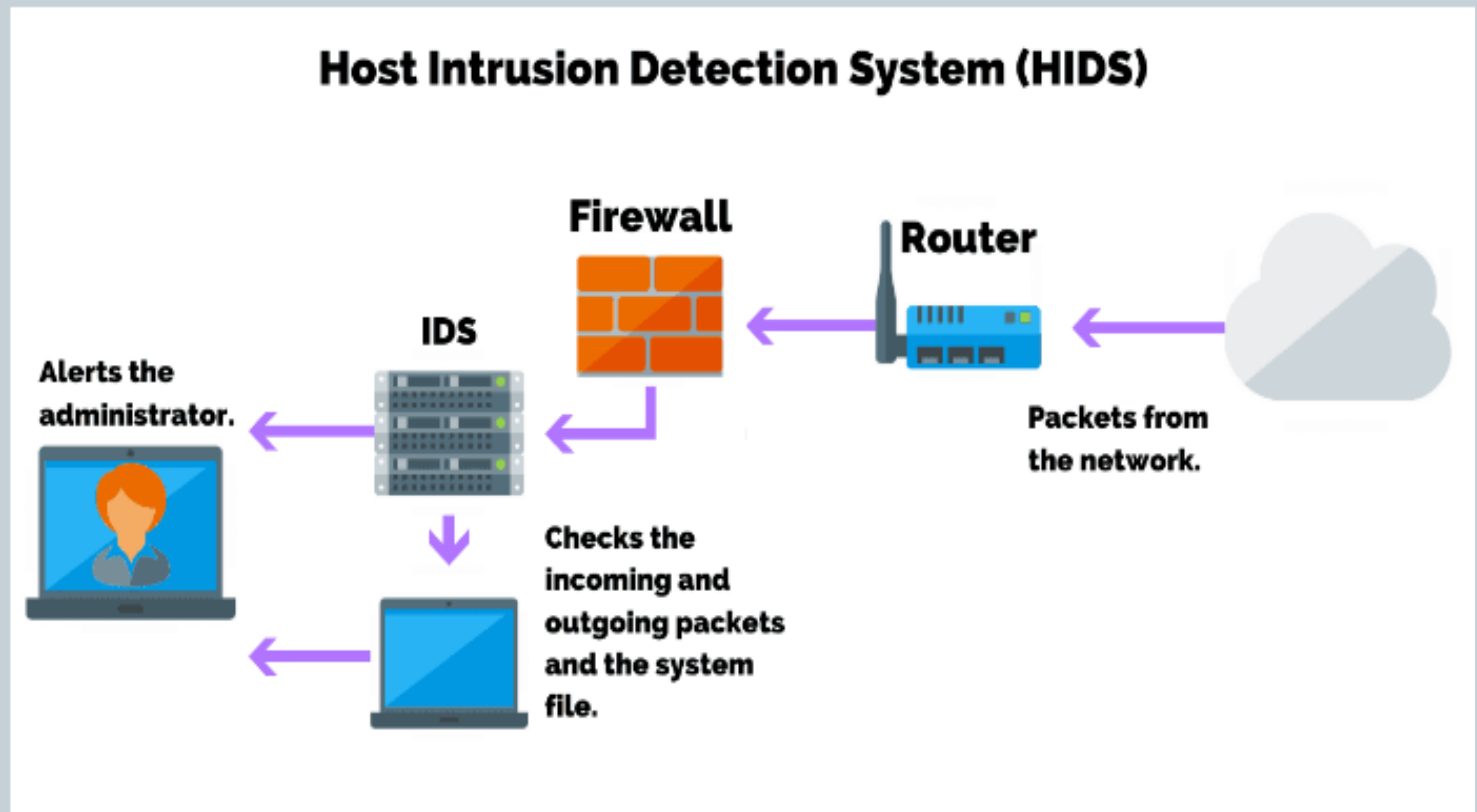 Host Intrusion Detection System (HIDS)
Firewall
Router
IDS
Alerts the
administrator.
Packets from
the network.
Checks the
incoming and
outgoing packets
and the system
file.